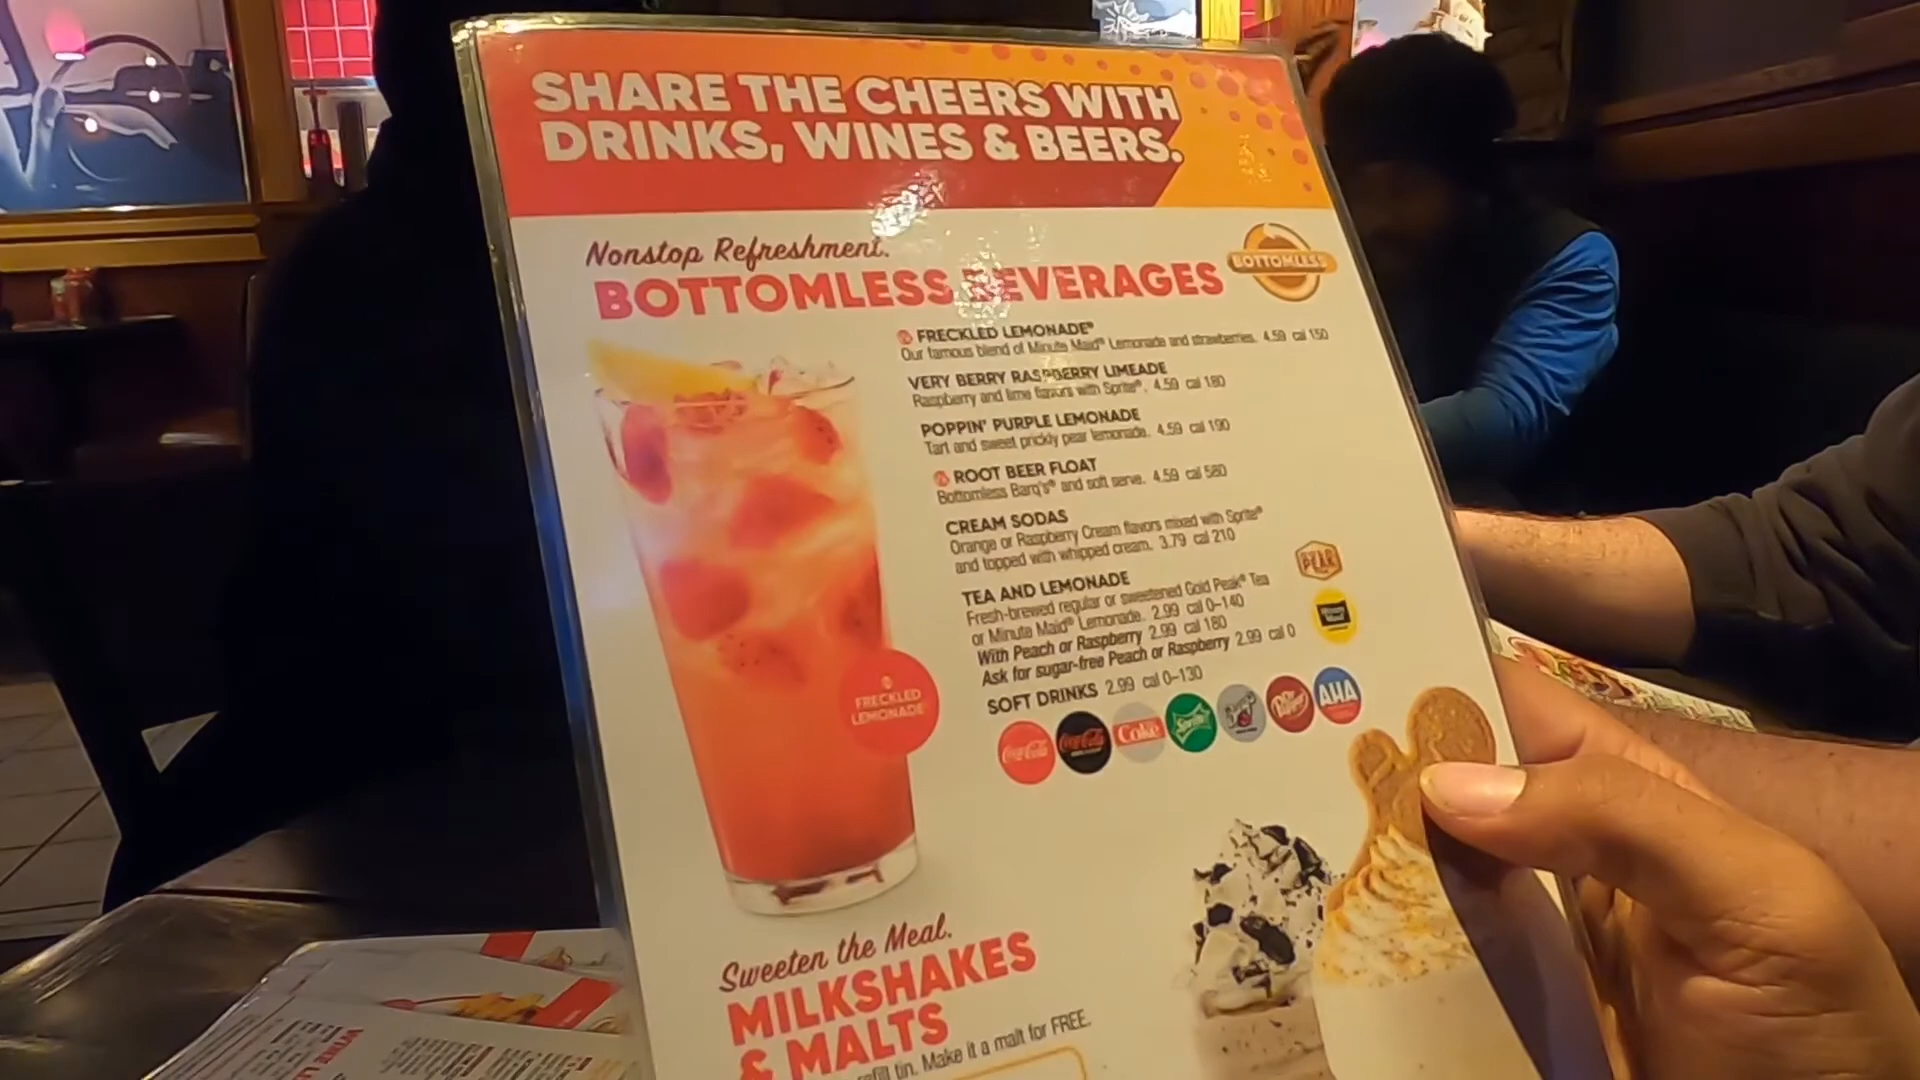 SHARE THE CHEERS WITH
DRINKS, WINES & BEERS.
Nonstop Refreshment.
BOTTOMLESS BEVERAGES
BOTTOMLESS
FRECKLED LEMONADE®
Our famous blend of Minute Maid® Lemonade and strawberries. 4.59 cal 150
VERY BERRY RASPBERRY LIMEADE
Raspberry and lime flavors with Sprite®. 4.59 cal 180
POPPIN' PURPLE LEMONADE
Tart and sweet prickly pear lemonade. 4.59 cal 190
ROOT BEER FLOAT
Bottomless Barq's® and soft serve. 4.59 cal 580
CREAM SODAS
Orange or Raspberry Cream flavors mixed with Sprite®
and topped with whipped cream. 3.79 cal 210
TEA AND LEMONADE
Fresh-brewed regular or sweetened Gold Peak® Tea
or Minute Maid® Lemonade. 2.99 cal 0–140
With Peach or Raspberry 2.99 cal 180
Ask for sugar-free Peach or Raspberry 2.99 cal 0
GOLD PEAK
Minute Maid
SOFT DRINKS 2.99 cal 0–130
Coca-Cola
Coca-Cola
Coke
Sprite
Dr Pepper
AHA
FRECKLED
LEMONADE
Sweeten the Meal.
MILKSHAKES
& MALTS
refill tin. Make it a malt for FREE.